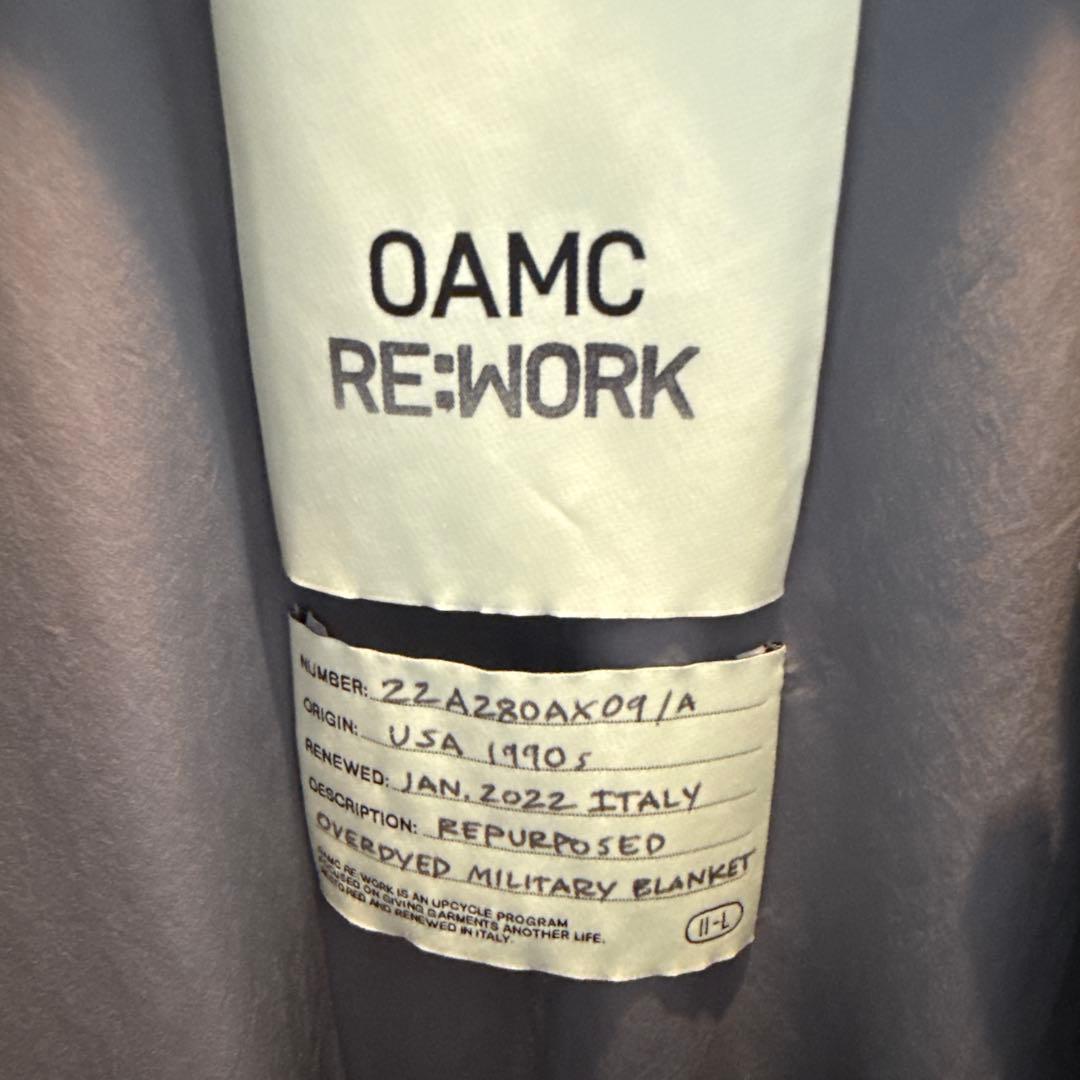 OAMC
RE:WORK
NUMBER: 22A280AX09/A
ORIGIN: USA 1990s
RENEWED: JAN. 2022 ITALY
DESCRIPTION: REPURPOSED
OVERDYED MILITARY BLANKET
OAMC RE:WORK IS AN UPCYCLE PROGRAM
FOCUSED ON GIVING GARMENTS ANOTHER LIFE.
RESTORED AND RENEWED IN ITALY.
II-L